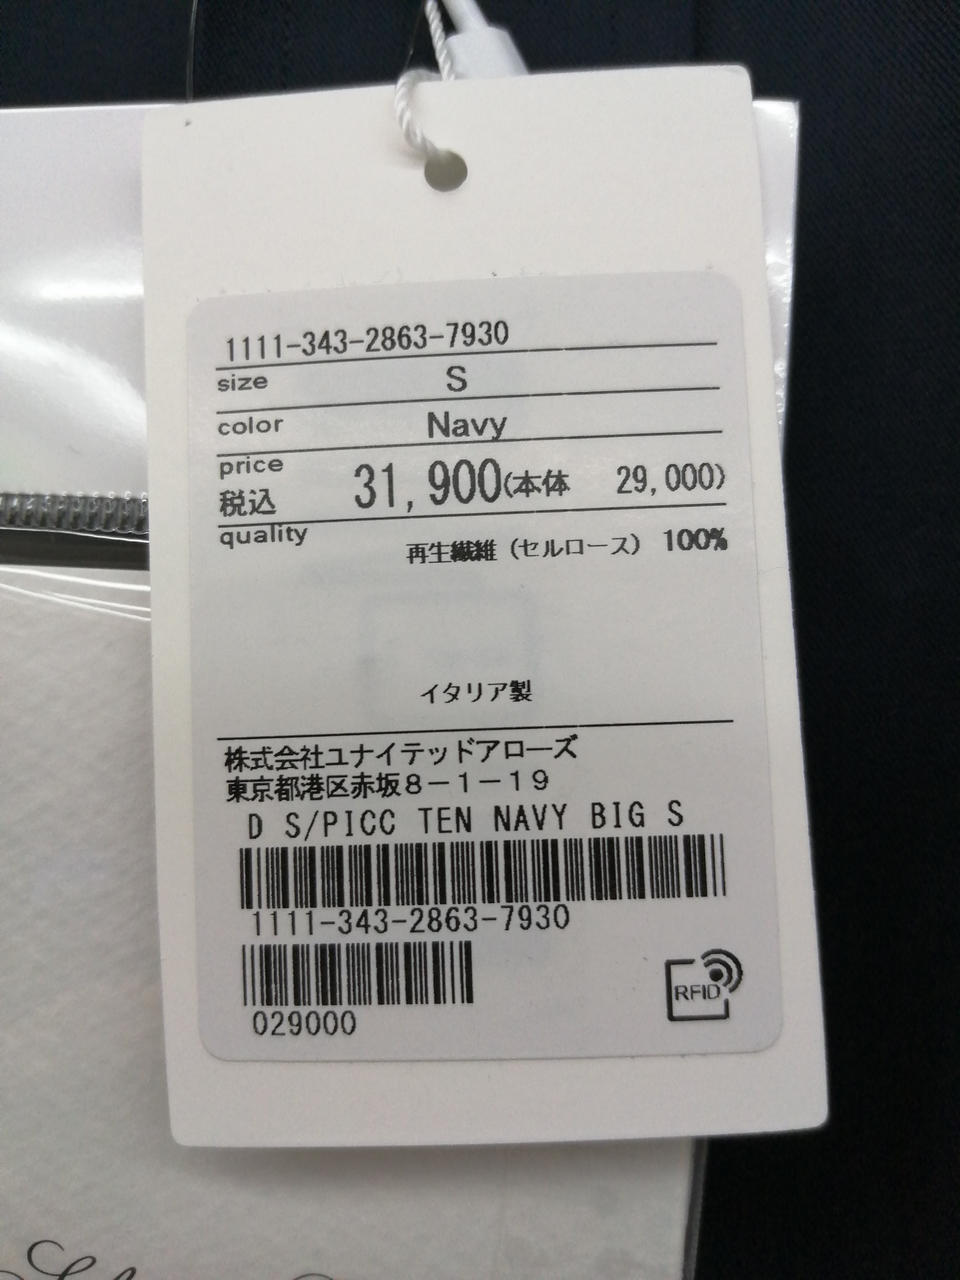 1111-343-2863-7930
size S
color Navy
price
税込 31,900(本体 29,000)
quality
再生繊維（セルロース） 100%
イタリア製
株式会社ユナイテッドアローズ
東京都港区赤坂８－１－１９
D S/PICC TEN NAVY BIG S
1111-343-2863-7930
029000
RFID